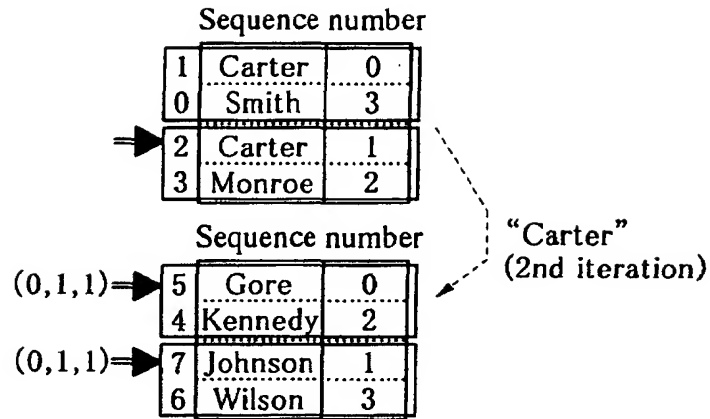 Sequence number
1 Carter 0
0 Smith 3
2 Carter 1
3 Monroe 2
Sequence number
"Carter"
(2nd iteration)
(0,1,1) 5 Gore 0
4 Kennedy 2
(0,1,1) 7 Johnson 1
6 Wilson 3